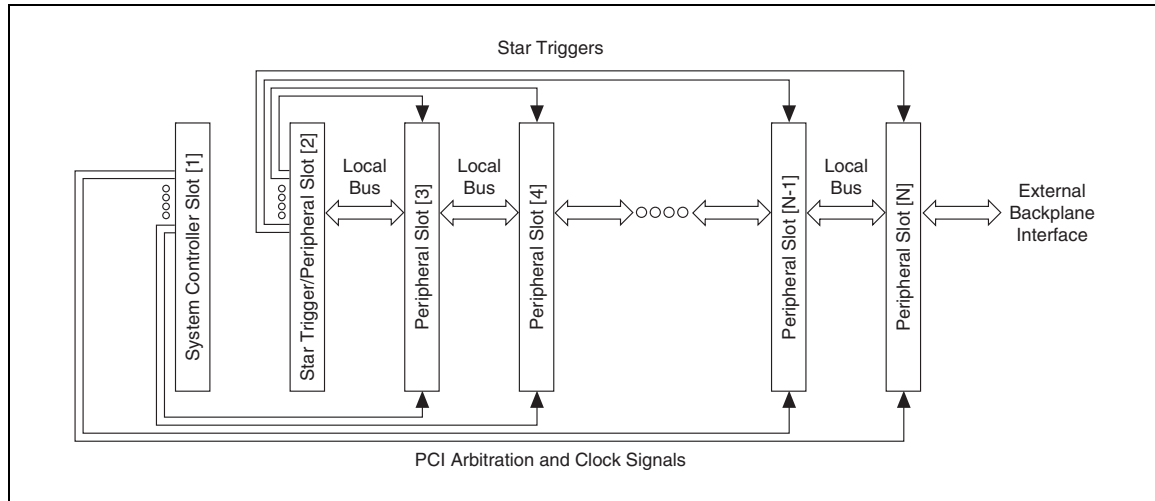 Star Triggers
System Controller Slot [1]
Star Trigger/Peripheral Slot [2]
Local
Bus
Peripheral Slot [3]
Local
Bus
Peripheral Slot [4]
Peripheral Slot [N-1]
Local
Bus
Peripheral Slot [N]
External
Backplane
Interface
PCI Arbitration and Clock Signals